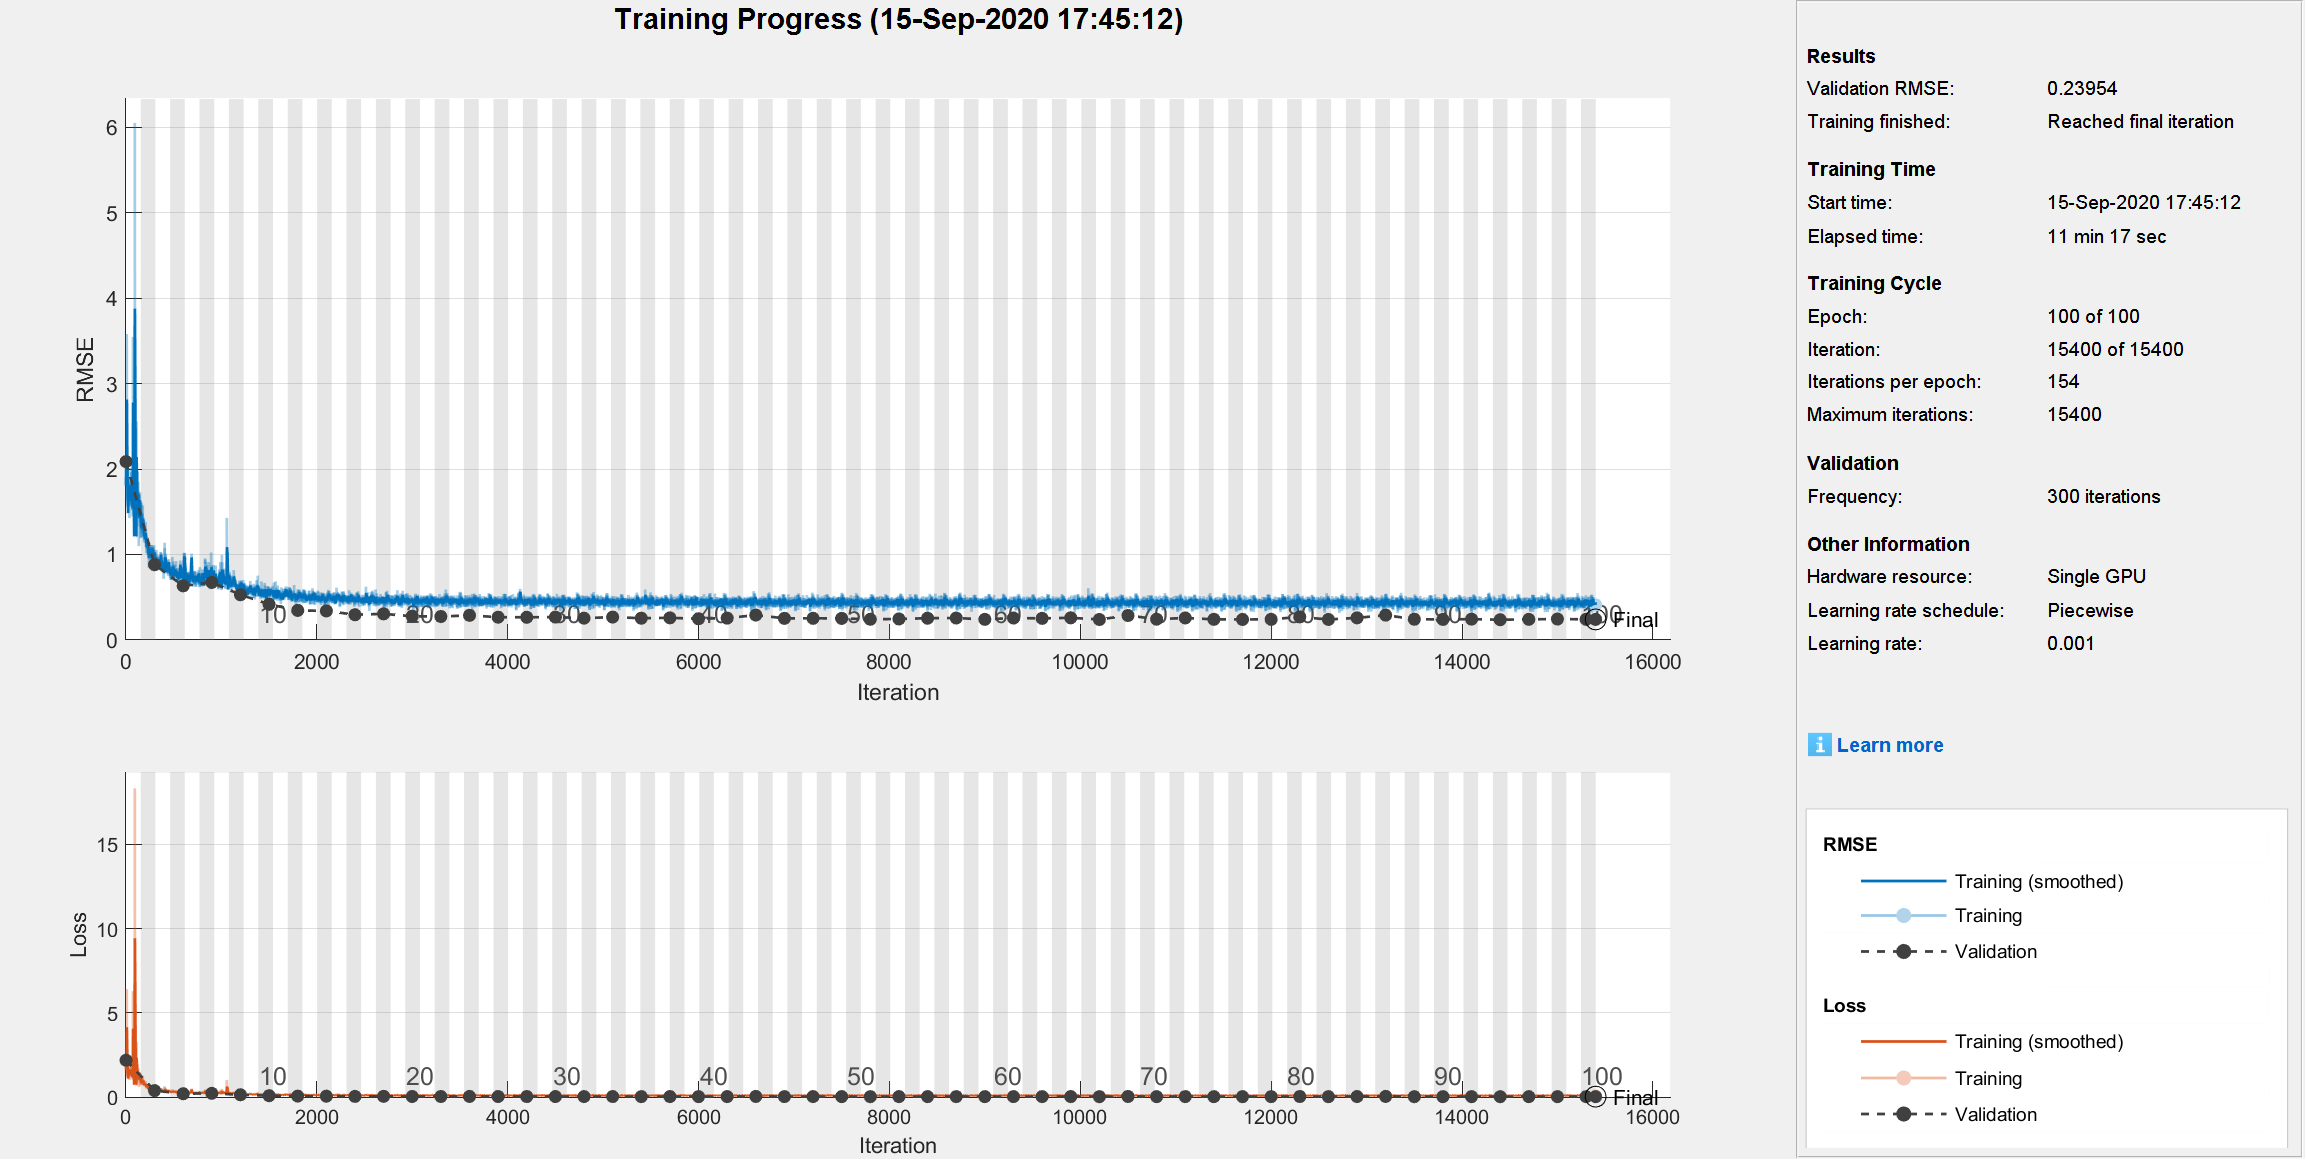 Training Progress (15-Sep-2020 17:45:12)
6
5
4
3
2
1
0
RMSE
10
20
30
40
50
60
70
80
90
100
Final
0
2000
4000
6000
8000
10000
12000
14000
16000
Iteration
15
10
5
0
Loss
10
20
30
40
50
60
70
80
90
100
Final
0
2000
4000
6000
8000
10000
12000
14000
16000
Iteration
Results
Validation RMSE: 0.23954
Training finished: Reached final iteration
Training Time
Start time: 15-Sep-2020 17:45:12
Elapsed time: 11 min 17 sec
Training Cycle
Epoch: 100 of 100
Iteration: 15400 of 15400
Iterations per epoch: 154
Maximum iterations: 15400
Validation
Frequency: 300 iterations
Other Information
Hardware resource: Single GPU
Learning rate schedule: Piecewise
Learning rate: 0.001
i Learn more
RMSE
Training (smoothed)
Training
Validation
Loss
Training (smoothed)
Training
Validation